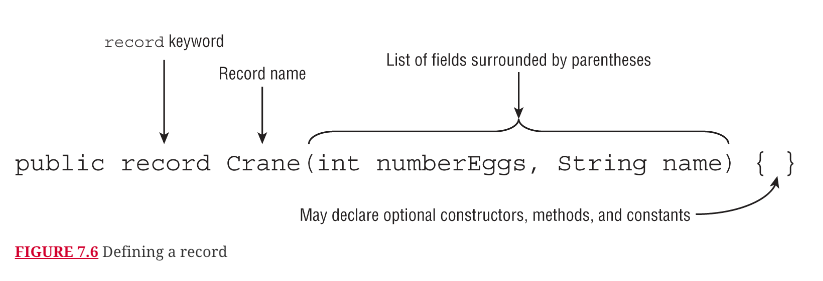 record keyword
Record name
List of fields surrounded by parentheses
public record Crane(int numberEggs, String name) { }
May declare optional constructors, methods, and constants
FIGURE 7.6 Defining a record